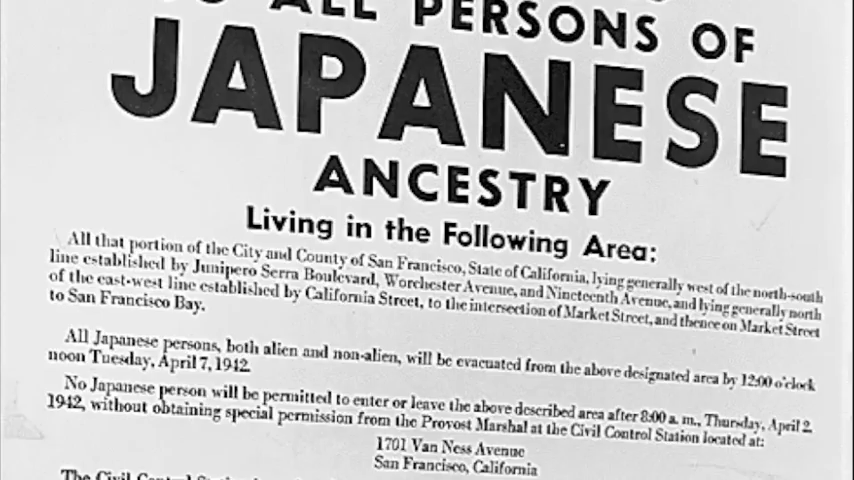 ALL PERSONS OF
JAPANESE
ANCESTRY
Living in the Following Area:
All that portion of the City and County of San Francisco, State of California, lying generally west of the north-south
line established by Junipero Serra Boulevard, Worchester Avenue, and Nineteenth Avenue, and lying generally north
of the east-west line established by California Street, to the intersection of Market Street, and thence on Market Street
to San Francisco Bay.
All Japanese persons, both alien and non-alien, will be evacuated from the above designated area by 12:00 o'clock
noon Tuesday, April 7, 1942.
No Japanese person will be permitted to enter or leave the above described area after 8:00 a. m., Thursday, April 2,
1942, without obtaining special permission from the Provost Marshal at the Civil Control Station located at:
1701 Van Ness Avenue
San Francisco, California
The Civil Control